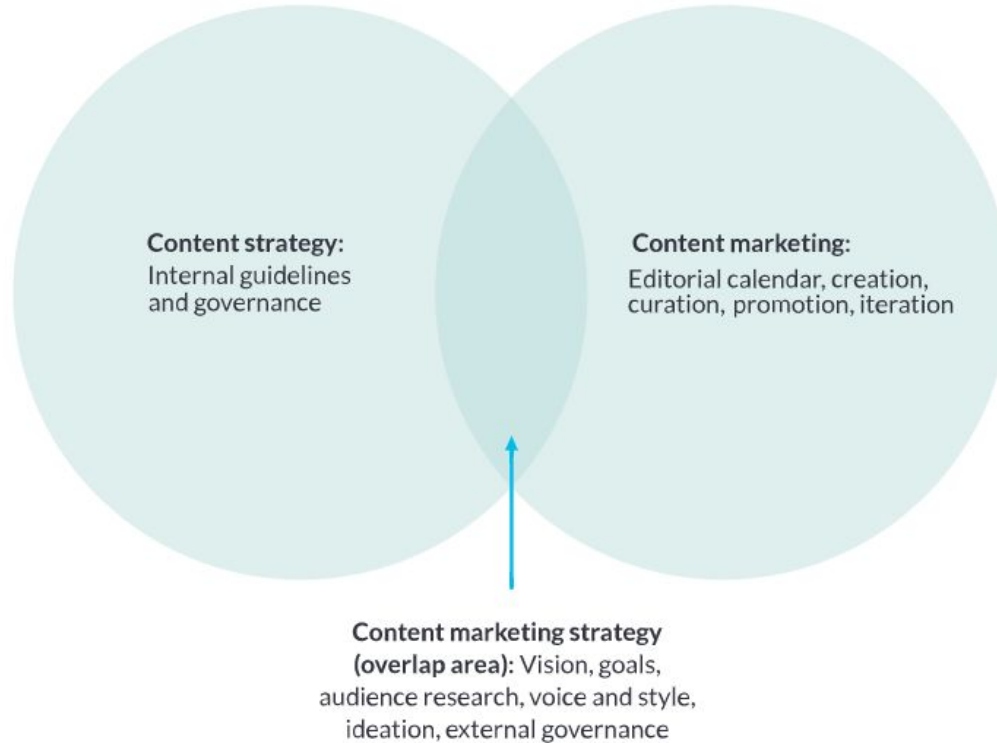 Content strategy:
Internal guidelines
and governance
Content marketing:
Editorial calendar, creation,
curation, promotion, iteration
Content marketing strategy
(overlap area): Vision, goals,
audience research, voice and style,
ideation, external governance